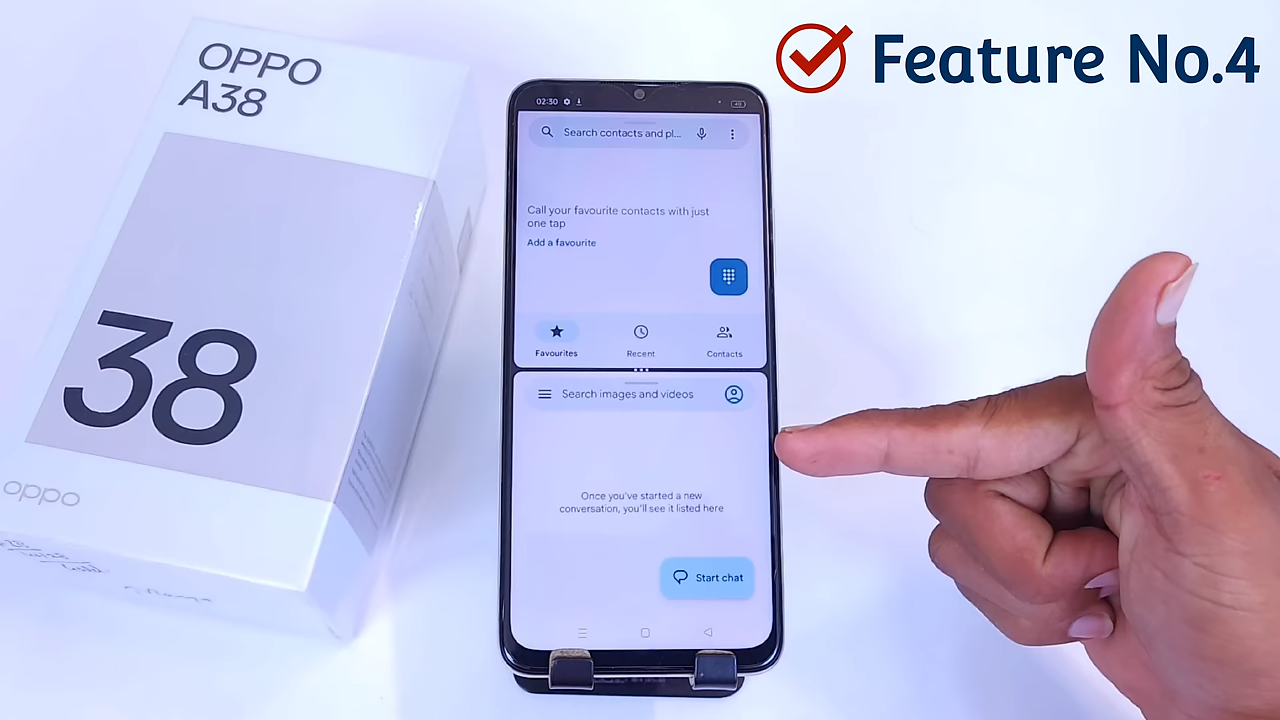 Feature No.4
OPPO
A38
38
oppo
02:30
Search contacts and pl...
Call your favourite contacts with just
one tap
Add a favourite
Favourites
Recent
Contacts
Search images and videos
Once you've started a new
conversation, you'll see it listed here
Start chat